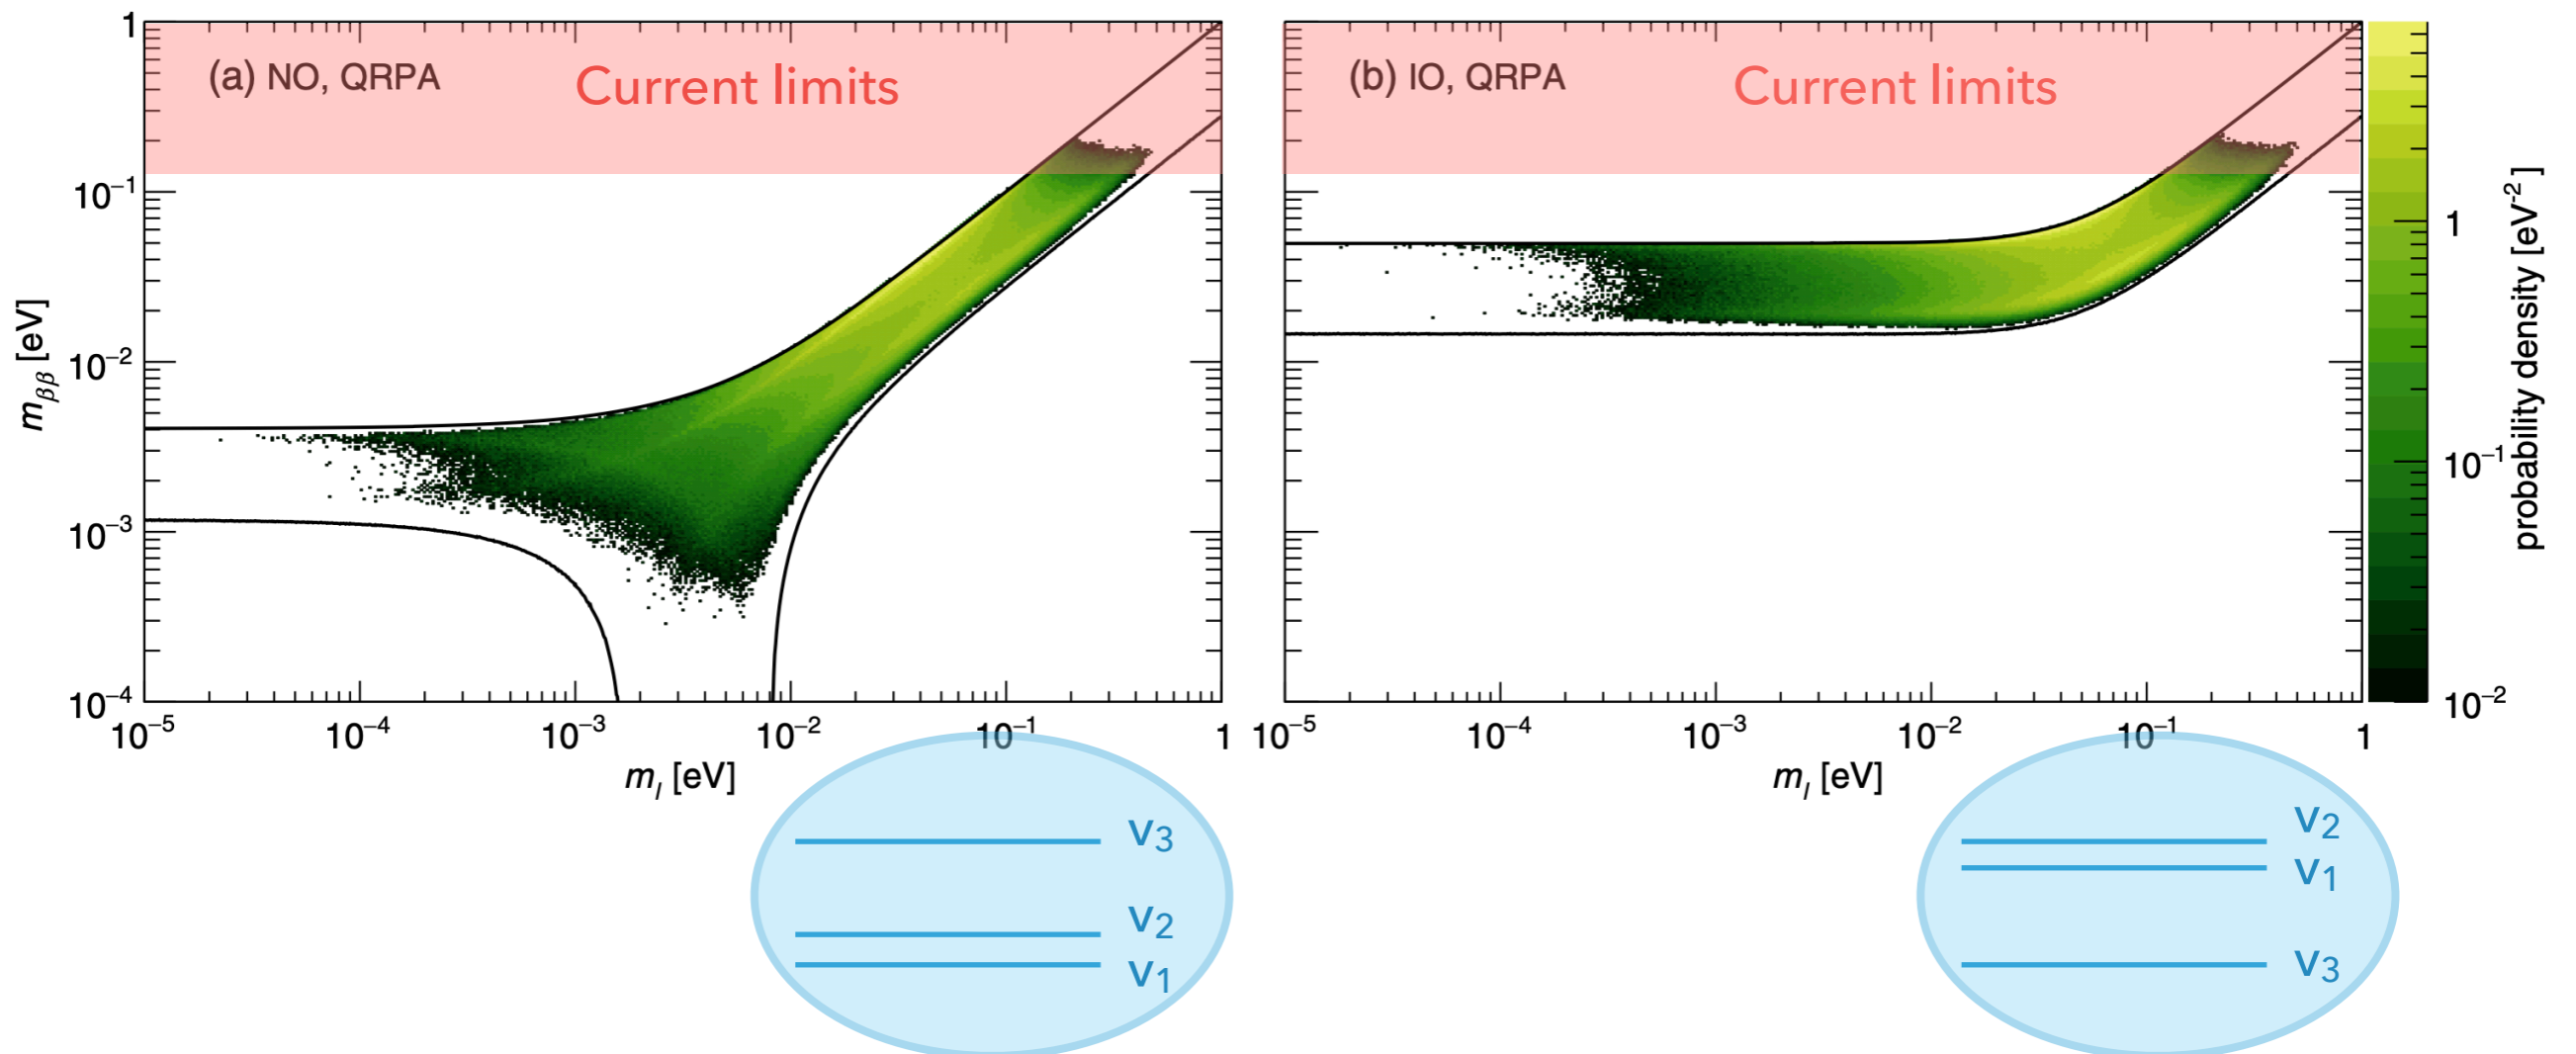 (a) NO, QRPA
Current limits
1
10⁻¹
10⁻²
10⁻³
10⁻⁴
mββ [eV]
10⁻⁵
10⁻⁴
10⁻³
10⁻²
10⁻¹
1
ml [eV]
ν3
ν2
ν1
(b) IO, QRPA
Current limits
10⁻⁵
10⁻⁴
10⁻³
10⁻²
10⁻¹
1
ml [eV]
ν2
ν1
ν3
1
10⁻¹
10⁻²
probability density [eV⁻²]